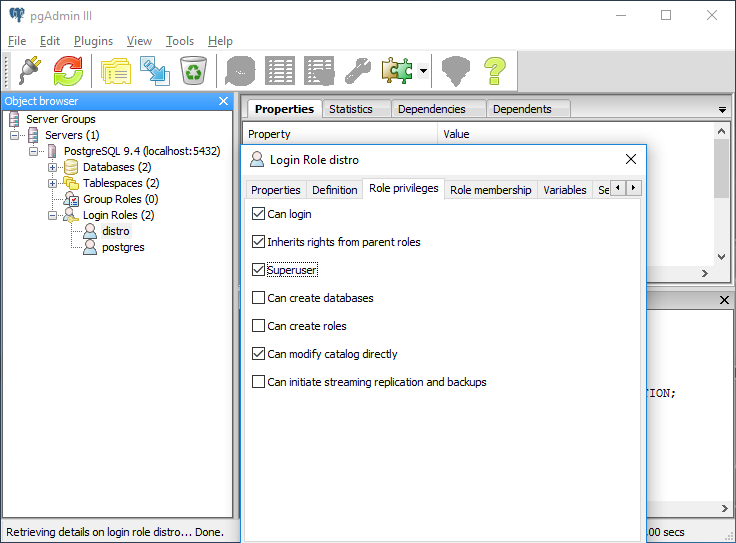 pgAdmin III
File Edit Plugins View Tools Help
Object browser
Server Groups
Servers (1)
PostgreSQL 9.4 (localhost:5432)
Databases (2)
Tablespaces (2)
Group Roles (0)
Login Roles (2)
distro
postgres
Properties Statistics Dependencies Dependents
Property Value
Login Role distro
Properties Definition Role privileges Role membership Variables Se
Can login
Inherits rights from parent roles
Superuser
Can create databases
Can create roles
Can modify catalog directly
Can initiate streaming replication and backups
TION;
Retrieving details on login role distro... Done.
.00 secs